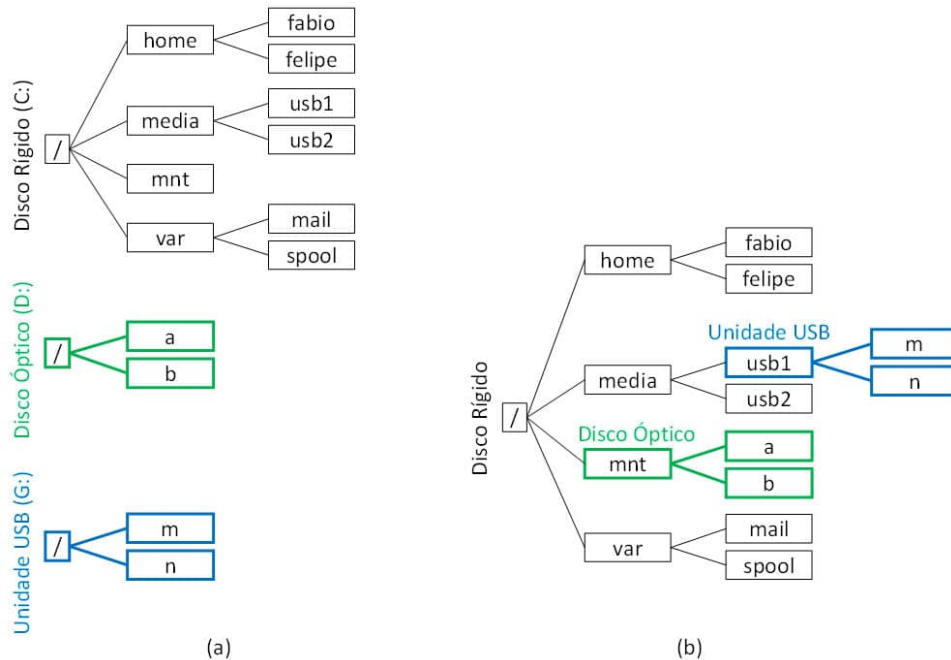 Disco Rígido (C:)
/
home
fabio
felipe
media
usb1
usb2
mnt
var
mail
spool
Disco Óptico (D:)
/
a
b
Unidade USB (G:)
/
m
n
(a)
Disco Rígido
/
home
fabio
felipe
media
Unidade USB
usb1
m
n
usb2
Disco Óptico
mnt
a
b
var
mail
spool
(b)